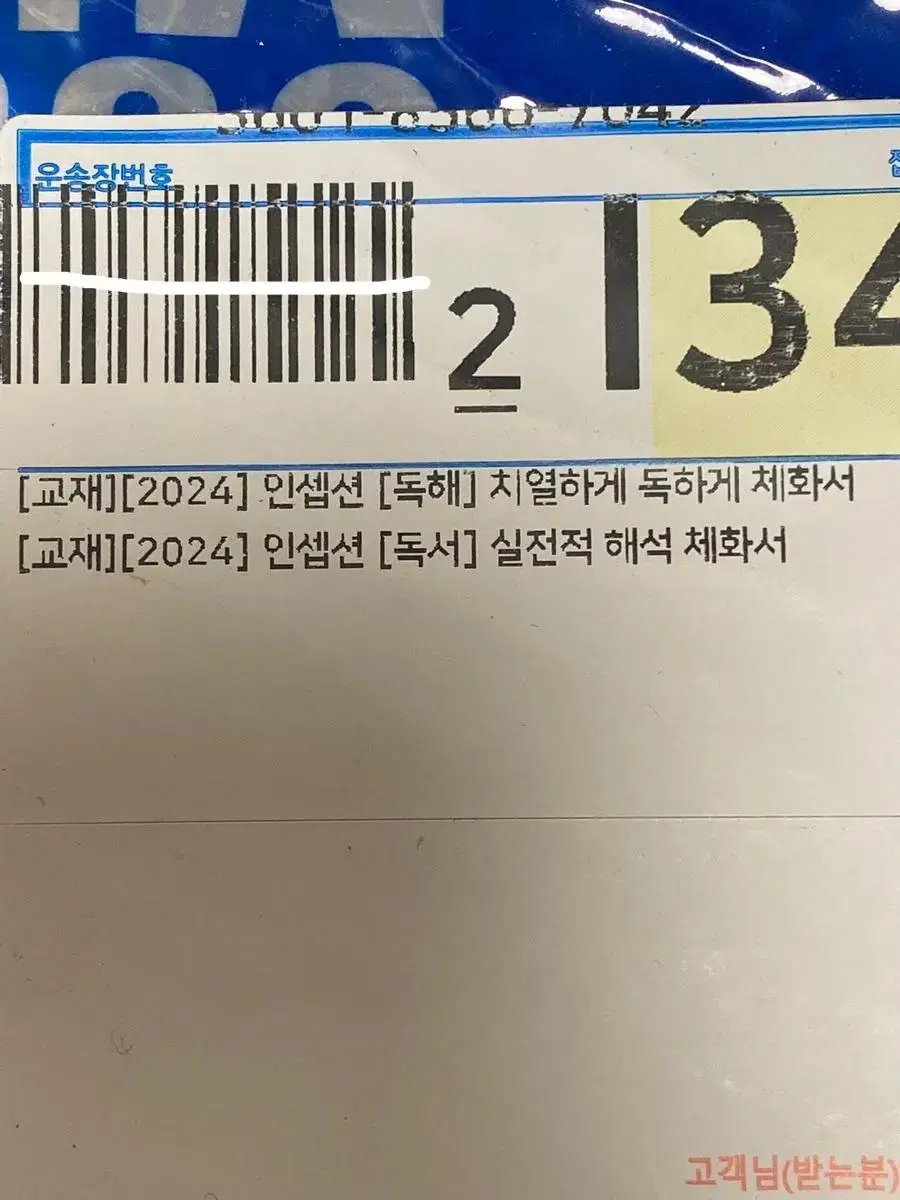 운송장번호
2
34
[교재][2024] 인셉션 [독해] 치열하게 독하게 체화서
[교재][2024] 인셉션 [독서] 실전적 해석 체화서
고객님(받는분)